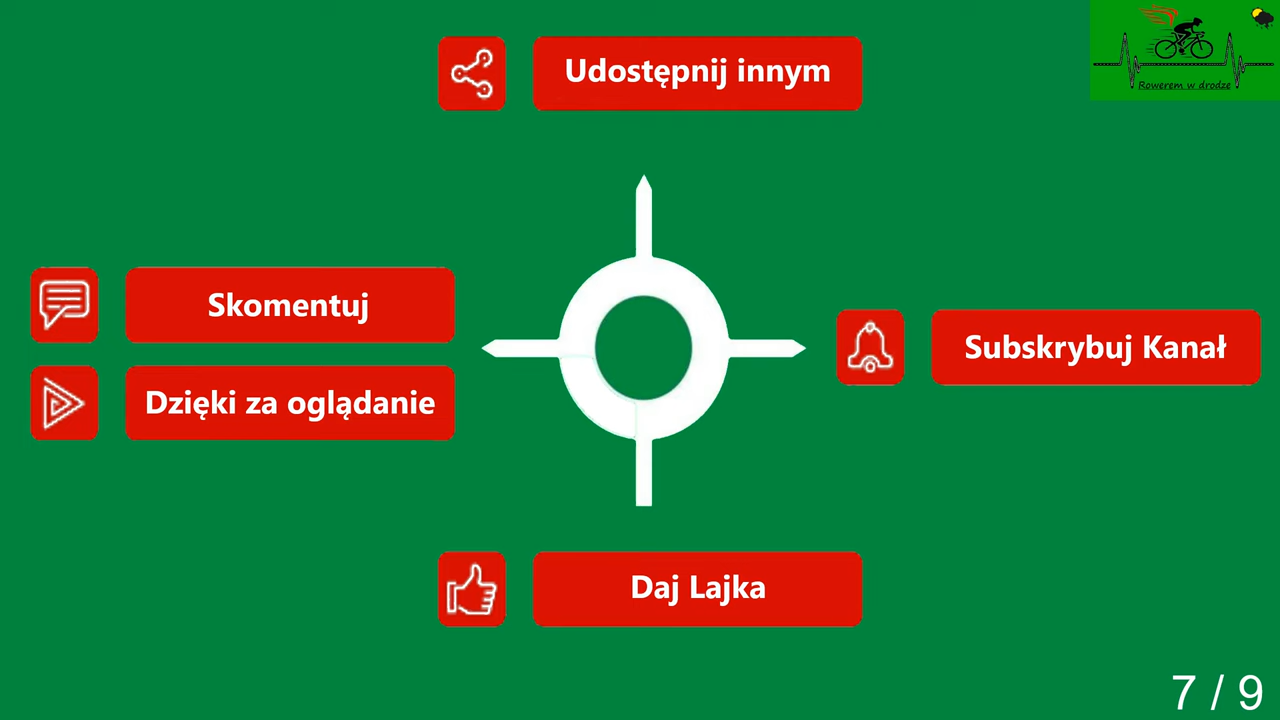 Udostępnij innym
Rowerem w drodze
Skomentuj
Dzięki za oglądanie
Subskrybuj Kanał
Daj Lajka
7 / 9